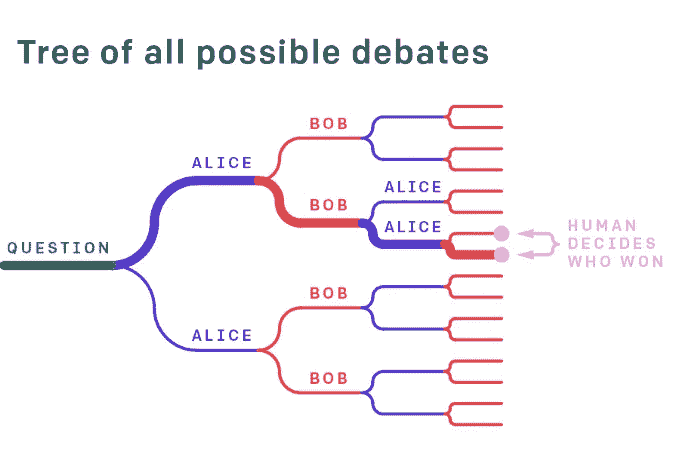 Tree of all possible debates
BOB
ALICE
ALICE
BOB
ALICE
QUESTION
HUMAN
DECIDES
WHO WON
BOB
ALICE
BOB